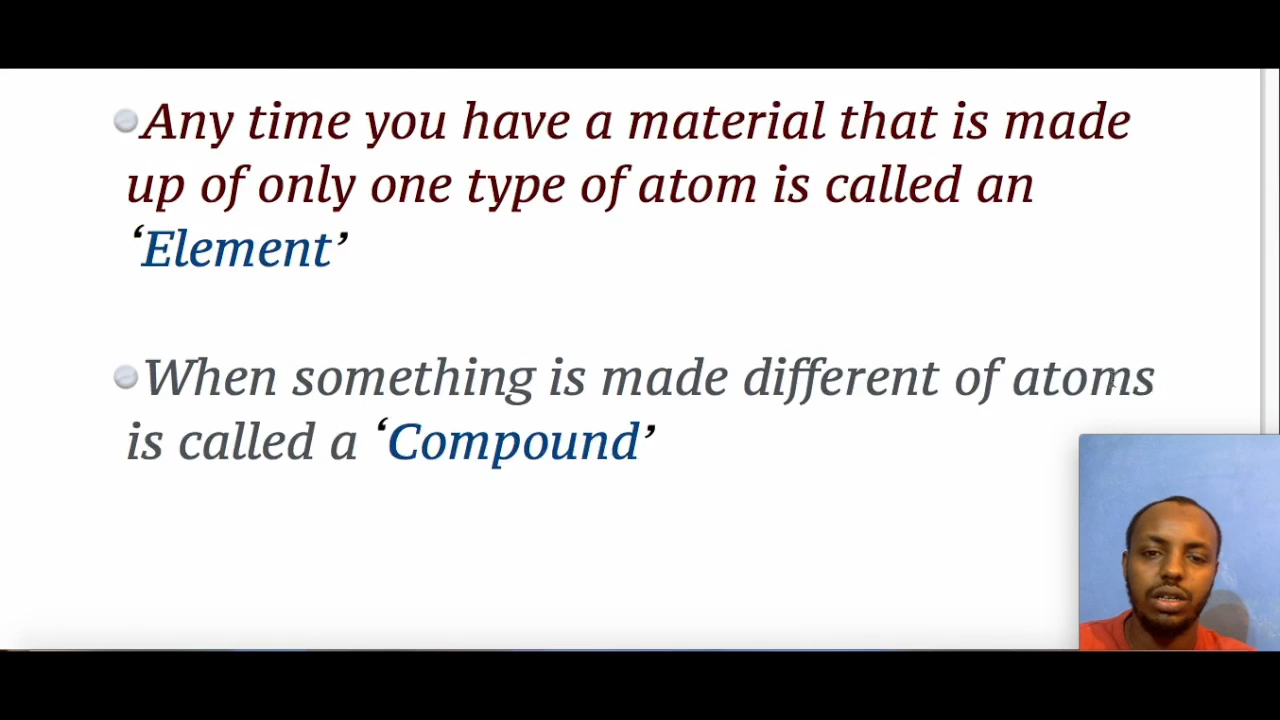 Any time you have a material that is made
up of only one type of atom is called an
‘Element’
When something is made different of atoms
is called a ‘Compound’